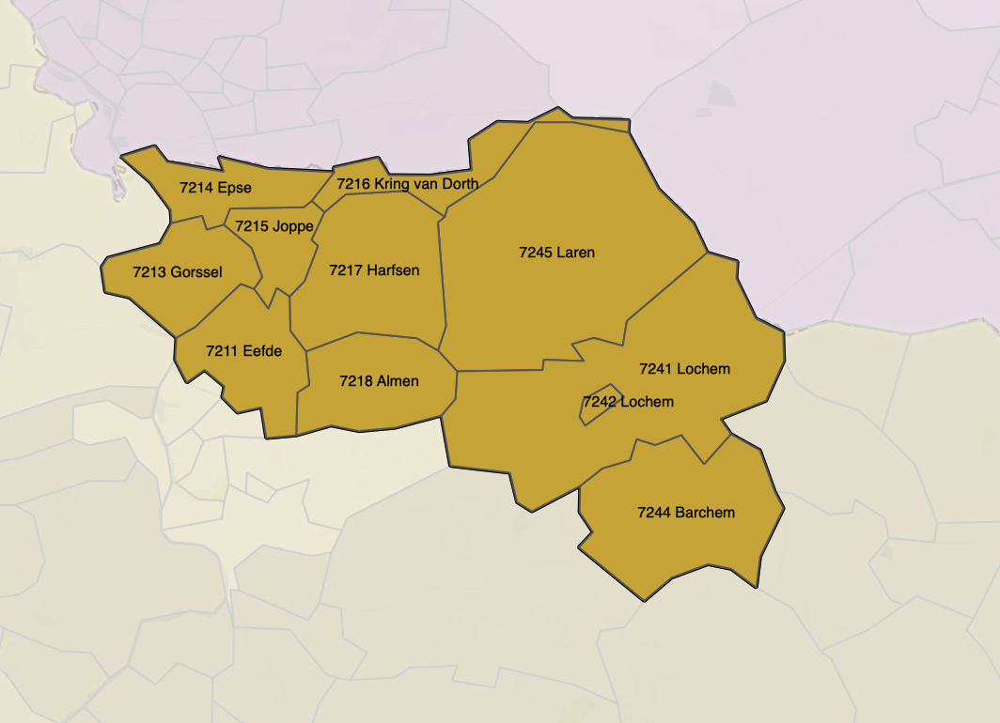 7216 Kring van Dorth
7214 Epse
7215 Joppe
7245 Laren
7213 Gorssel
7217 Harfsen
7211 Eefde
7241 Lochem
7218 Almen
7242 Lochem
7244 Barchem